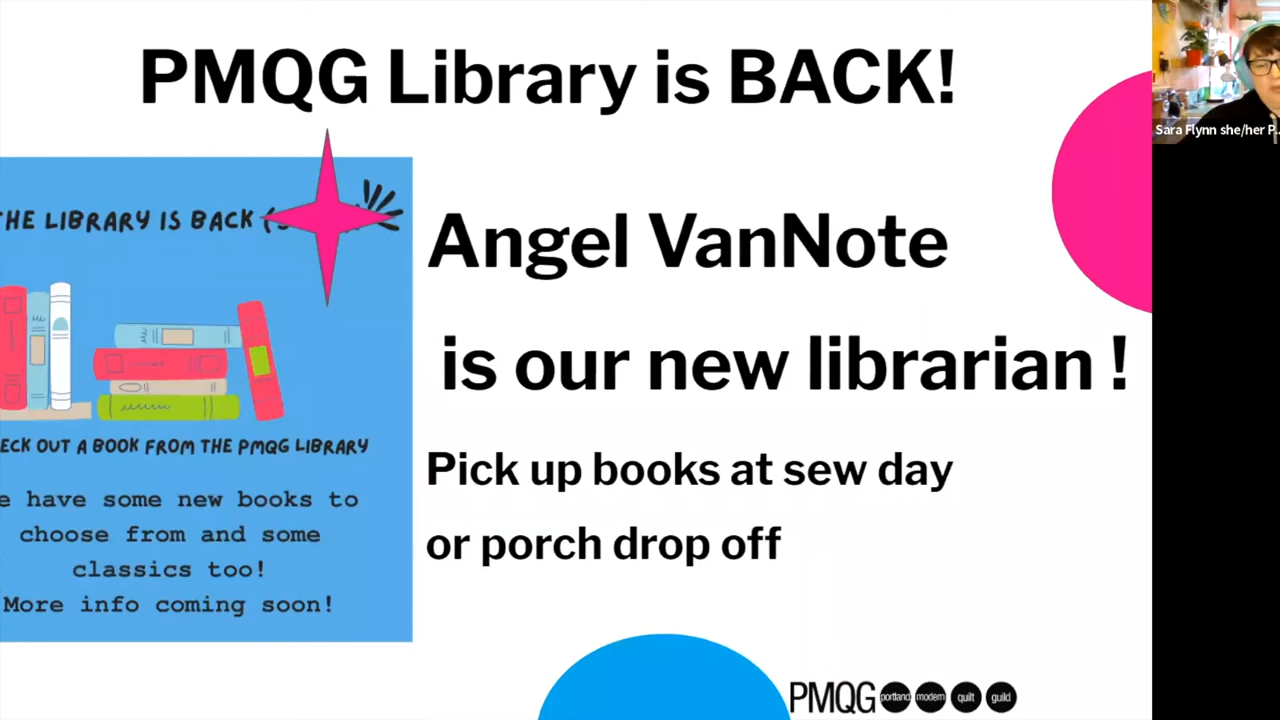 PMQG Library is BACK!
Sara Flynn she/her P...
THE LIBRARY IS BACK
Angel VanNote
is our new librarian !
ECK OUT A BOOK FROM THE PMQG LIBRARY
e have some new books to
choose from and some
classics too!
More info coming soon!
Pick up books at sew day
or porch drop off
PMQG portland modern quilt guild